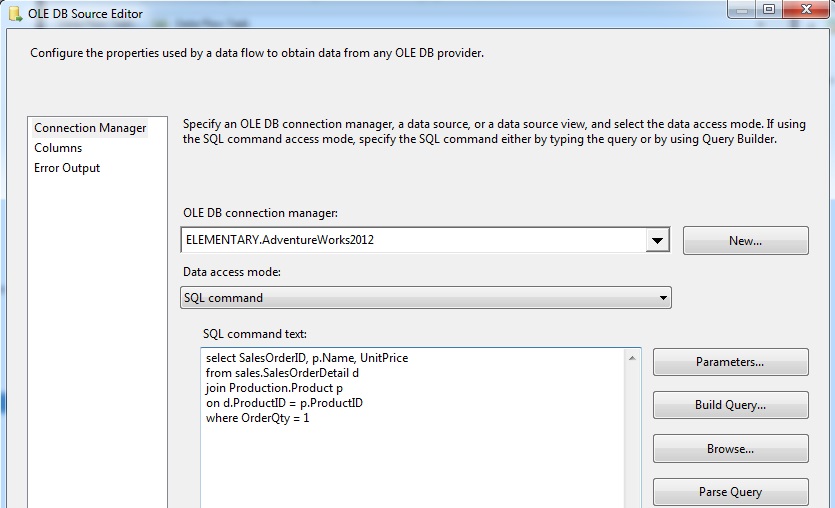 OLE DB Source Editor
Configure the properties used by a data flow to obtain data from any OLE DB provider.
Connection Manager
Columns
Error Output
Specify an OLE DB connection manager, a data source, or a data source view, and select the data access mode. If using
the SQL command access mode, specify the SQL command either by typing the query or by using Query Builder.
OLE DB connection manager:
ELEMENTARY.AdventureWorks2012
New...
Data access mode:
SQL command
SQL command text:
select SalesOrderID, p.Name, UnitPrice
from sales.SalesOrderDetail d
join Production.Product p
on d.ProductID = p.ProductID
where OrderQty = 1
Parameters...
Build Query...
Browse...
Parse Query